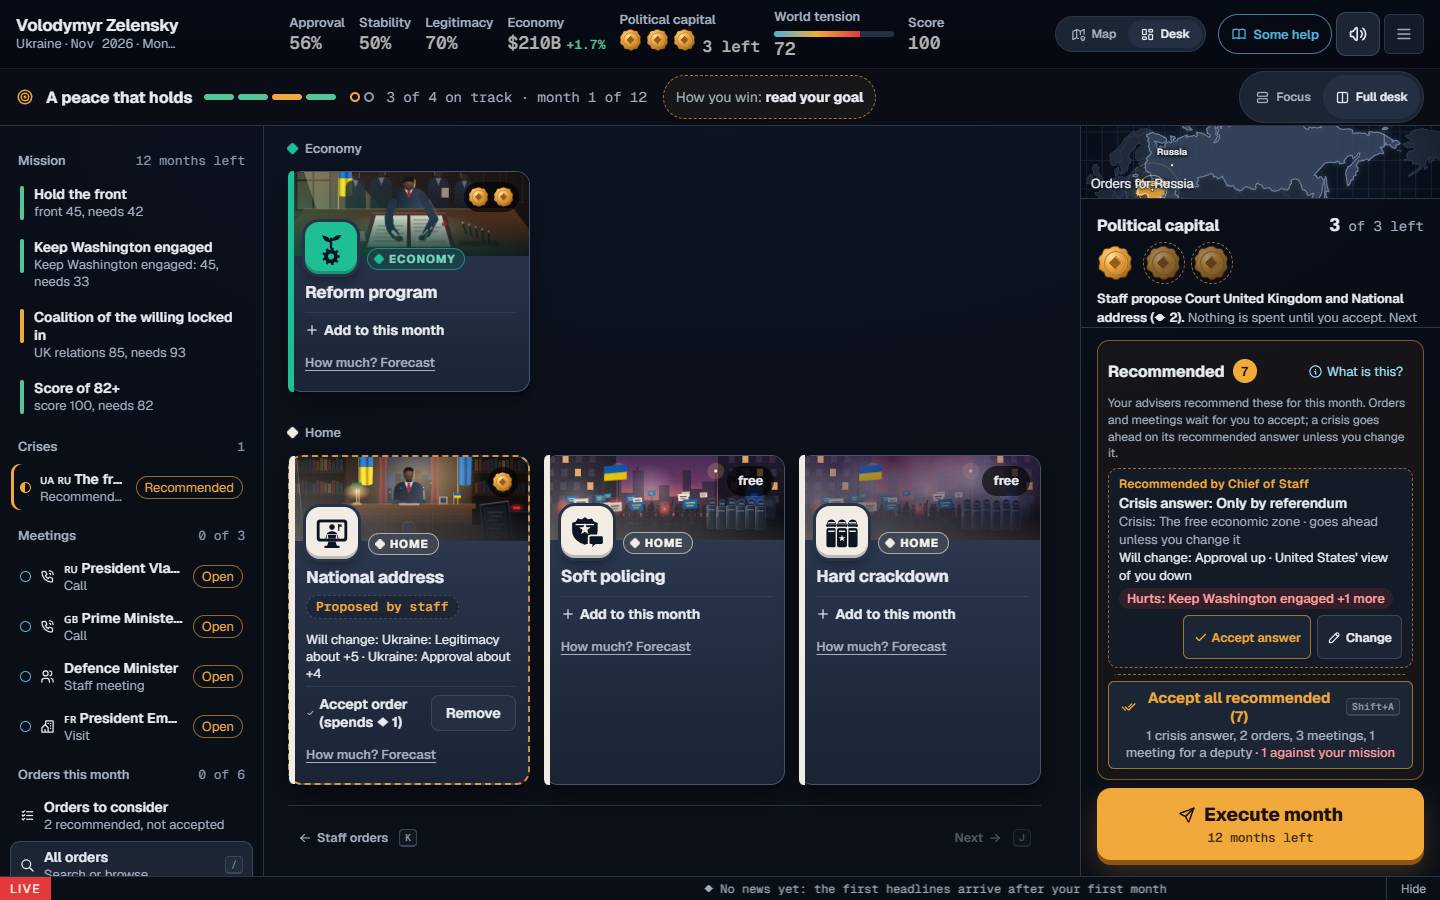 Volodymyr Zelensky
Ukraine · Nov 2026 · Mon...
Approval
56%
Stability
50%
Legitimacy
70%
Economy
$210B +1.7%
Political capital
3 left
World tension
72
Score
100
Map
Desk
Some help
A peace that holds
3 of 4 on track · month 1 of 12
How you win: read your goal
Focus
Full desk
Mission
12 months left
Hold the front
front 45, needs 42
Keep Washington engaged
Keep Washington engaged: 45,
needs 33
Coalition of the willing locked
in
UK relations 85, needs 93
Score of 82+
score 100, needs 82
Crises
1
UA RU The fr...
Recommend...
Recommended
Meetings
0 of 3
RU President Vla...
Call
Open
GB Prime Ministe...
Call
Open
Defence Minister
Staff meeting
Open
FR President Em...
Visit
Open
Orders this month
0 of 6
Orders to consider
2 recommended, not accepted
All orders
Search or browse
/
Economy
ECONOMY
Reform program
+ Add to this month
How much? Forecast
Home
HOME
National address
Proposed by staff
Will change: Ukraine: Legitimacy
about +5 · Ukraine: Approval about
+4
Accept order
(spends ◆ 1)
Remove
How much? Forecast
free
HOME
Soft policing
+ Add to this month
How much? Forecast
free
HOME
Hard crackdown
+ Add to this month
How much? Forecast
← Staff orders K
Next → J
Russia
Orders for Russia
Political capital
3 of 3 left
Staff propose Court United Kingdom and National
address (◆ 2). Nothing is spent until you accept. Next
Recommended 7
What is this?
Your advisers recommend these for this month. Orders
and meetings wait for you to accept; a crisis goes
ahead on its recommended answer unless you change
it.
Recommended by Chief of Staff
Crisis answer: Only by referendum
Crisis: The free economic zone · goes ahead
unless you change it
Will change: Approval up · United States' view
of you down
Hurts: Keep Washington engaged +1 more
Accept answer
Change
Accept all recommended
(7)
Shift+A
1 crisis answer, 2 orders, 3 meetings, 1
meeting for a deputy · 1 against your mission
Execute month
12 months left
LIVE
◆ No news yet: the first headlines arrive after your first month
Hide